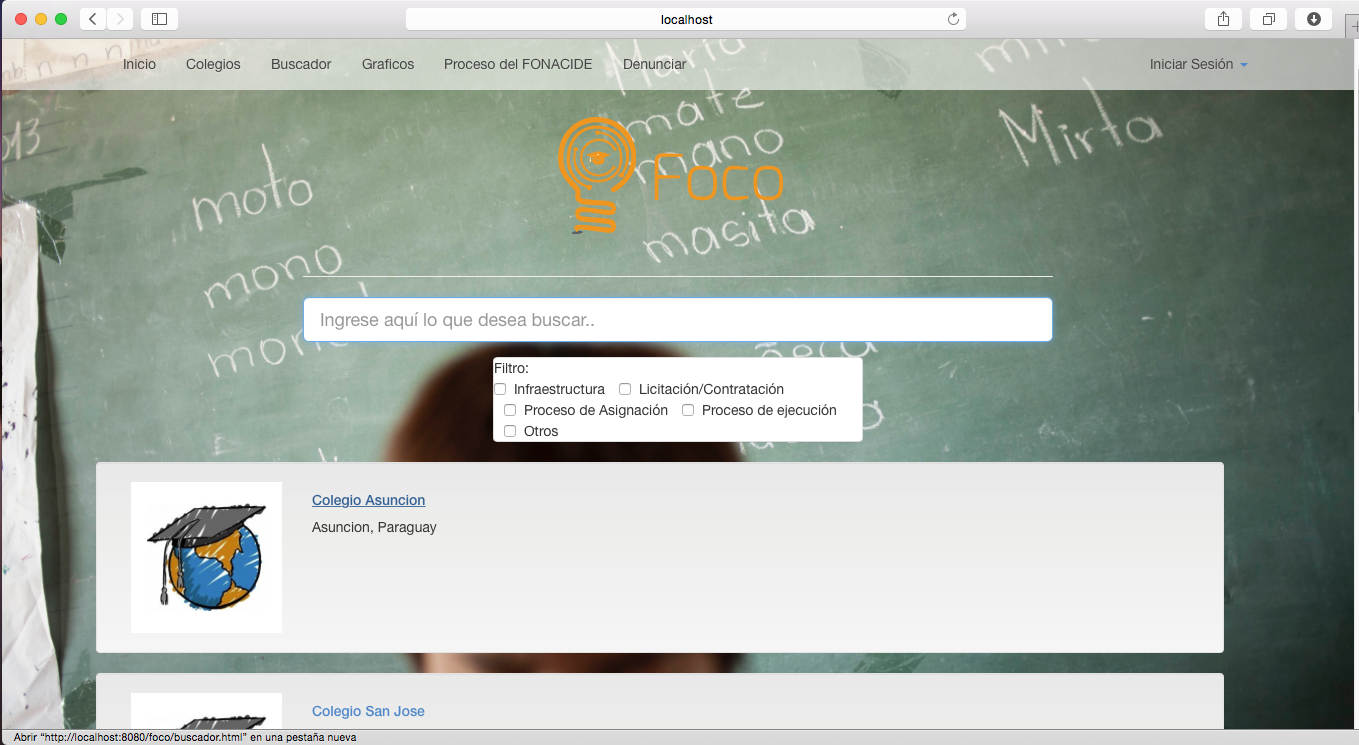 localhost
Inicio Colegios Buscador Graficos Proceso del FONACIDE Denunciar Iniciar Sesión
María
mate
mano
masita
Mirta
moto
mono
Foco
Ingrese aquí lo que desea buscar..
Filtro:
Infraestructura Licitación/Contratación
Proceso de Asignación Proceso de ejecución
Otros
Colegio Asuncion
Asuncion, Paraguay
Colegio San Jose
Abrir “http://localhost:8080/foco/buscador.html” en una pestaña nueva